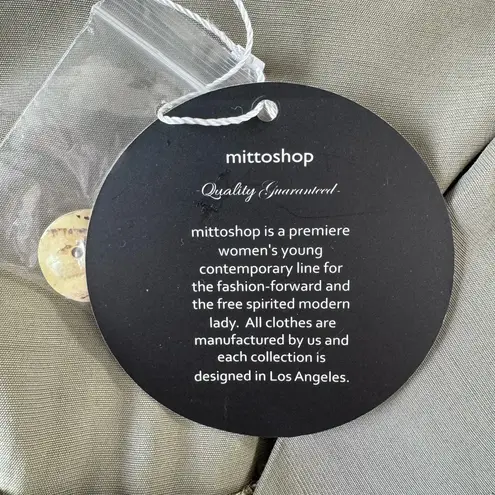 mittoshop
-Quality Guaranteed-
mittoshop is a premiere
women's young
contemporary line for
the fashion-forward and
the free spirited modern
lady.  All clothes are
manufactured by us and
each collection is
designed in Los Angeles.